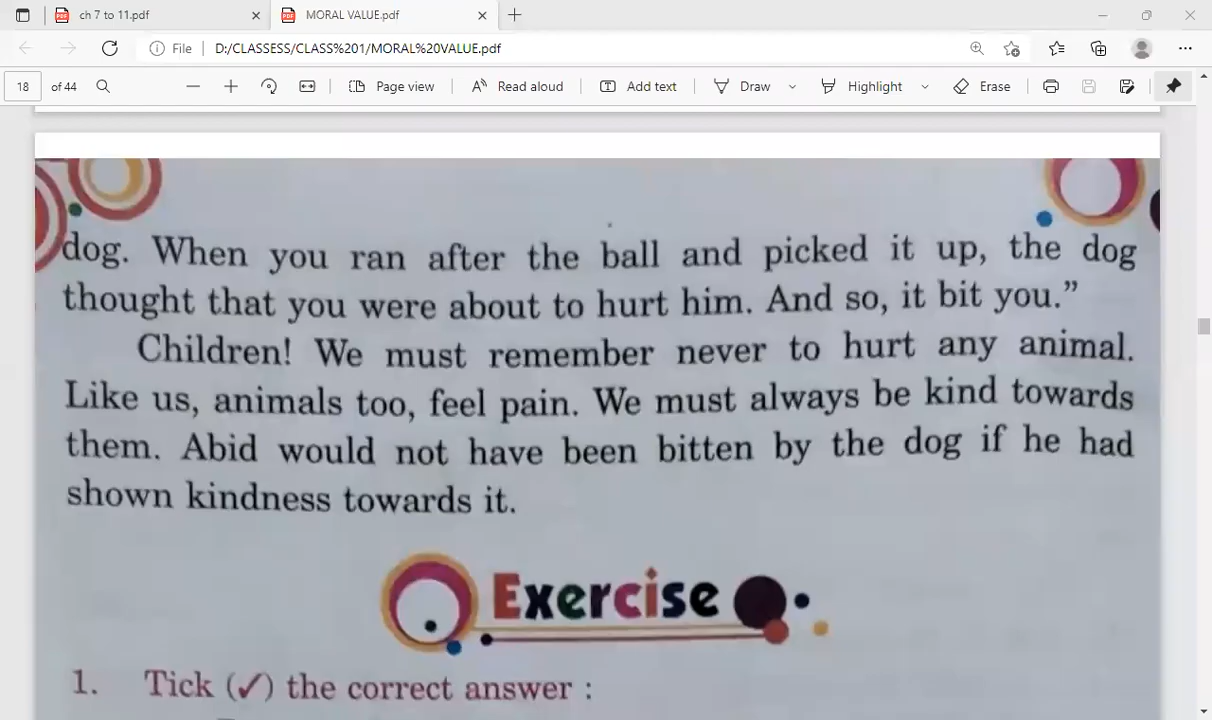 ch 7 to 11.pdf
MORAL VALUE.pdf
File
D:/CLASSESS/CLASS%201/MORAL%20VALUE.pdf
18 of 44
Page view
Read aloud
Add text
Draw
Highlight
Erase
dog. When you ran after the ball and picked it up, the dog
thought that you were about to hurt him. And so, it bit you.”
Children! We must remember never to hurt any animal.
Like us, animals too, feel pain. We must always be kind towards
them. Abid would not have been bitten by the dog if he had
shown kindness towards it.
Exercise
1. Tick (✓) the correct answer :